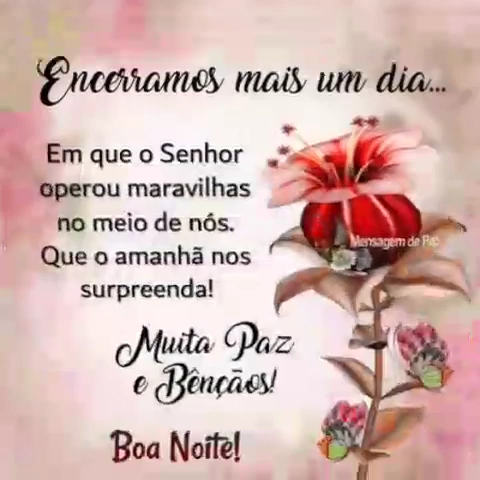 Encerramos mais um dia...
Em que o Senhor
operou maravilhas
no meio de nós.
Que o amanhã nos
surpreenda!
Mensagem de Paz
Muita Paz
e Bênçãos!
Boa Noite!